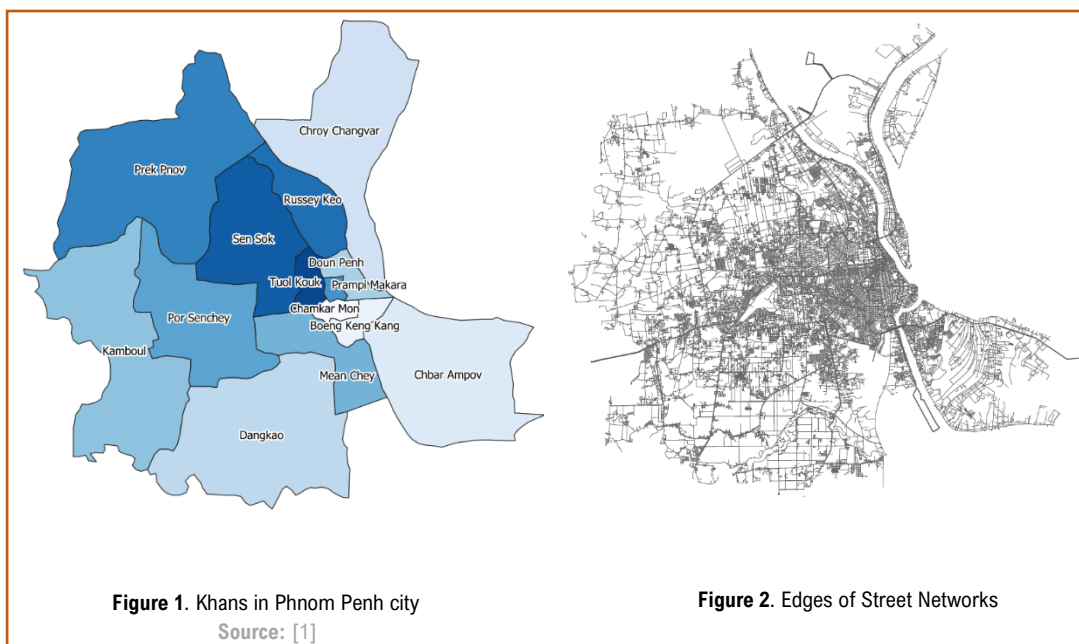 Chroy Changvar
Prek Pnov
Russey Keo
Sen Sok
Doun Penh
Tuol Kouk
Prampi Makara
Chamkar Mon
Por Senchey
Boeng Keng Kang
Kamboul
Mean Chey
Chbar Ampov
Dangkao
Figure 1. Khans in Phnom Penh city
Source: [1]
Figure 2. Edges of Street Networks